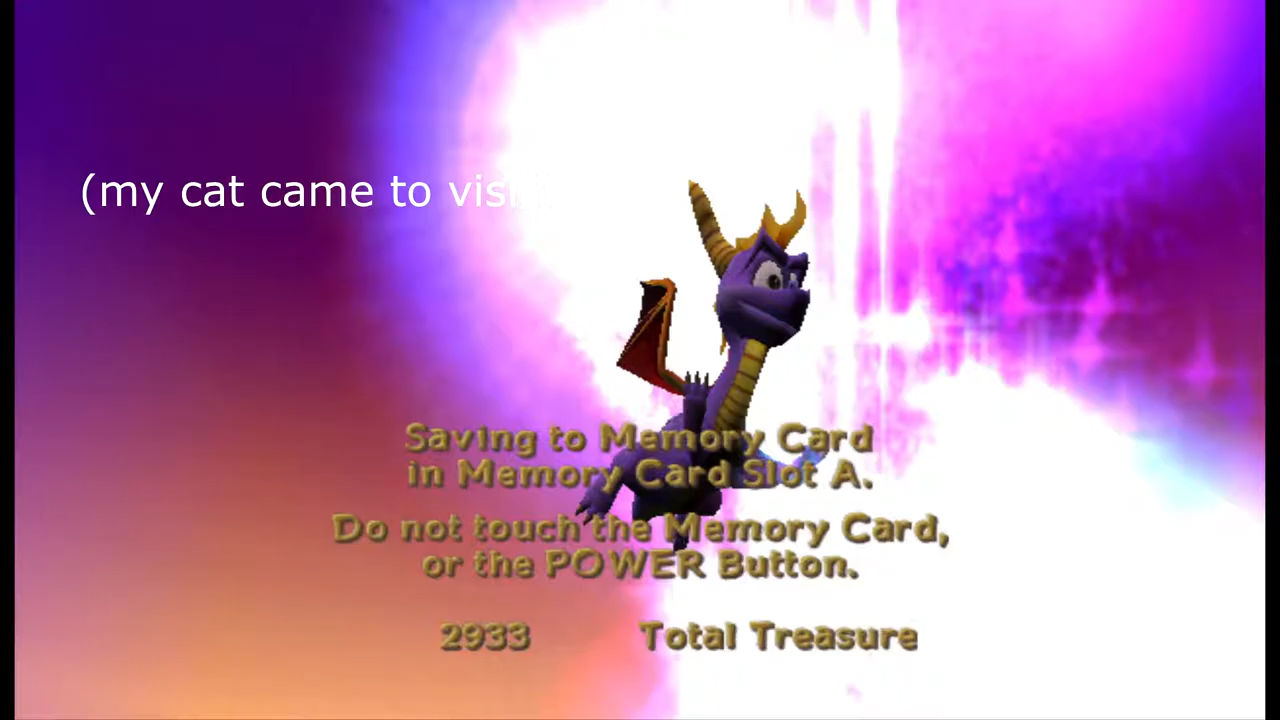 (my cat came to visi
Saving to Memory Card
in Memory Card Slot A.
Do not touch the Memory Card,
or the POWER Button.
2933 Total Treasure